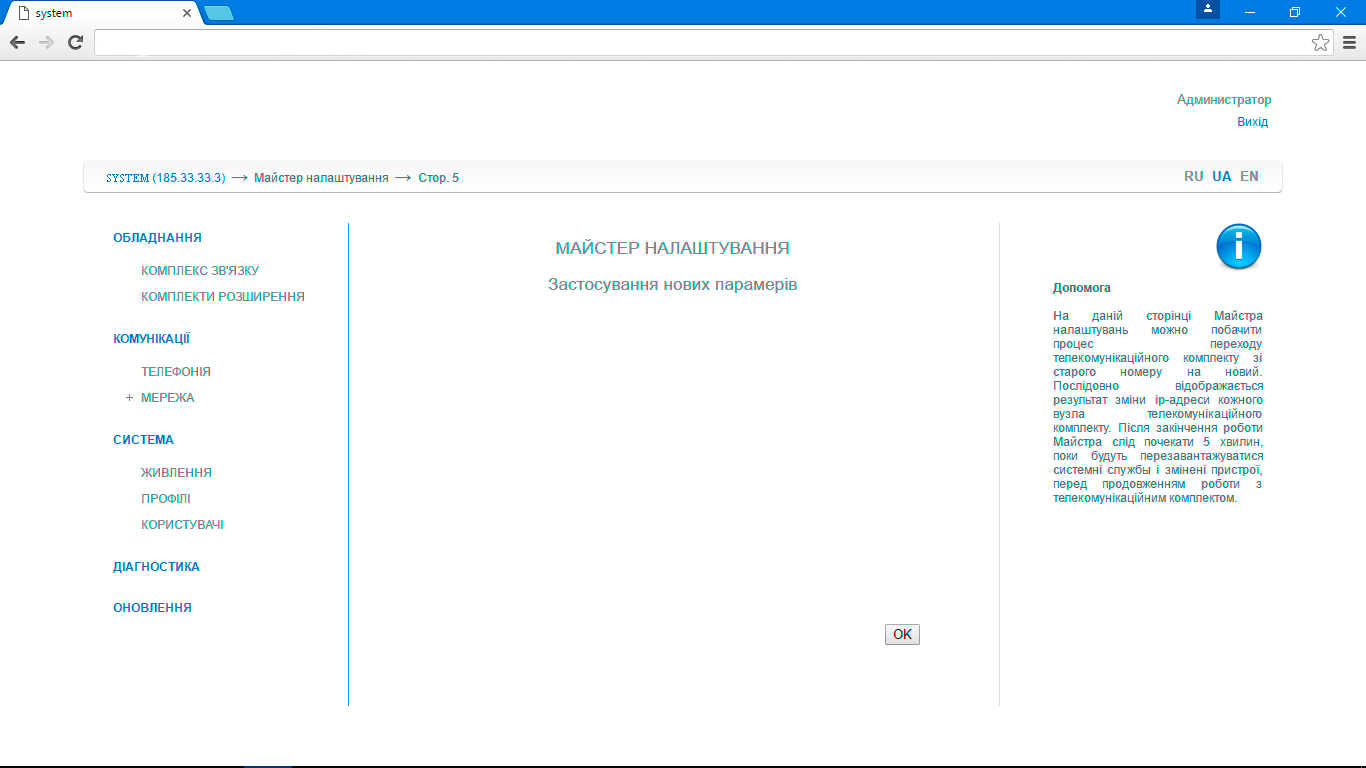 system
Администратор
Вихід
SYSTEM (185.33.33.3) → Майстер налаштування → Стор. 5
RU UA EN
ОБЛАДНАННЯ
КОМПЛЕКС ЗВ'ЯЗКУ
КОМПЛЕКТИ РОЗШИРЕННЯ
КОМУНІКАЦІЇ
ТЕЛЕФОНІЯ
+ МЕРЕЖА
СИСТЕМА
ЖИВЛЕННЯ
ПРОФІЛІ
КОРИСТУВАЧІ
ДІАГНОСТИКА
ОНОВЛЕННЯ
МАЙСТЕР НАЛАШТУВАННЯ
Застосування нових парамерів
OK
Допомога
На даній сторінці Майстра
налаштувань можно побачити
процес переходу
телекомунікаційного комплекту зі
старого номеру на новий.
Послідовно відображається
результат зміни ір-адреси кожного
вузла телекомунікаційного
комплекту. Після закінчення роботи
Майстра слід почекати 5 хвилин,
поки будуть перезавантажуватися
системні службы і змінені пристрої,
перед продовженням роботи з
телекомунікаційним комплектом.